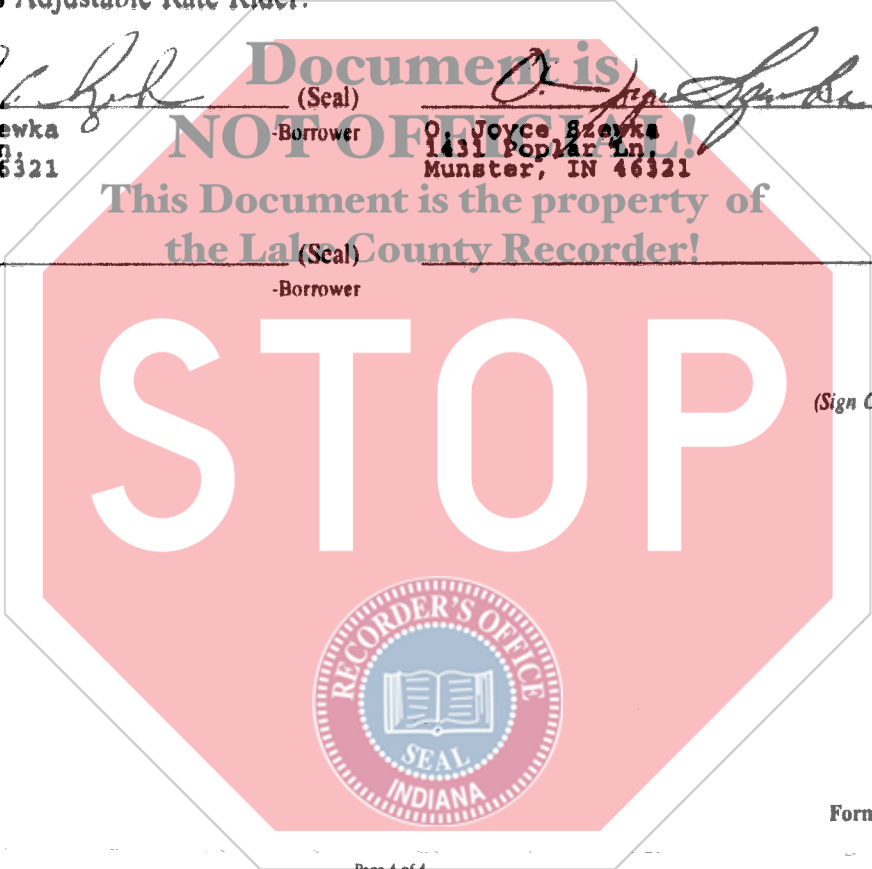 Adjustable Rate Rider.
Document is
(Seal)
-Borrower
NOT OFFICIAL!
ewka
O. Joyce Szewka
1431 Poplar Ln,
6321
Munster, IN 46321
This Document is the property of
the Lake County Recorder!
(Seal)
-Borrower
STOP
(Sign O
RECORDER'S OFFICE
SEAL
INDIANA
Form
Page 4 of 4